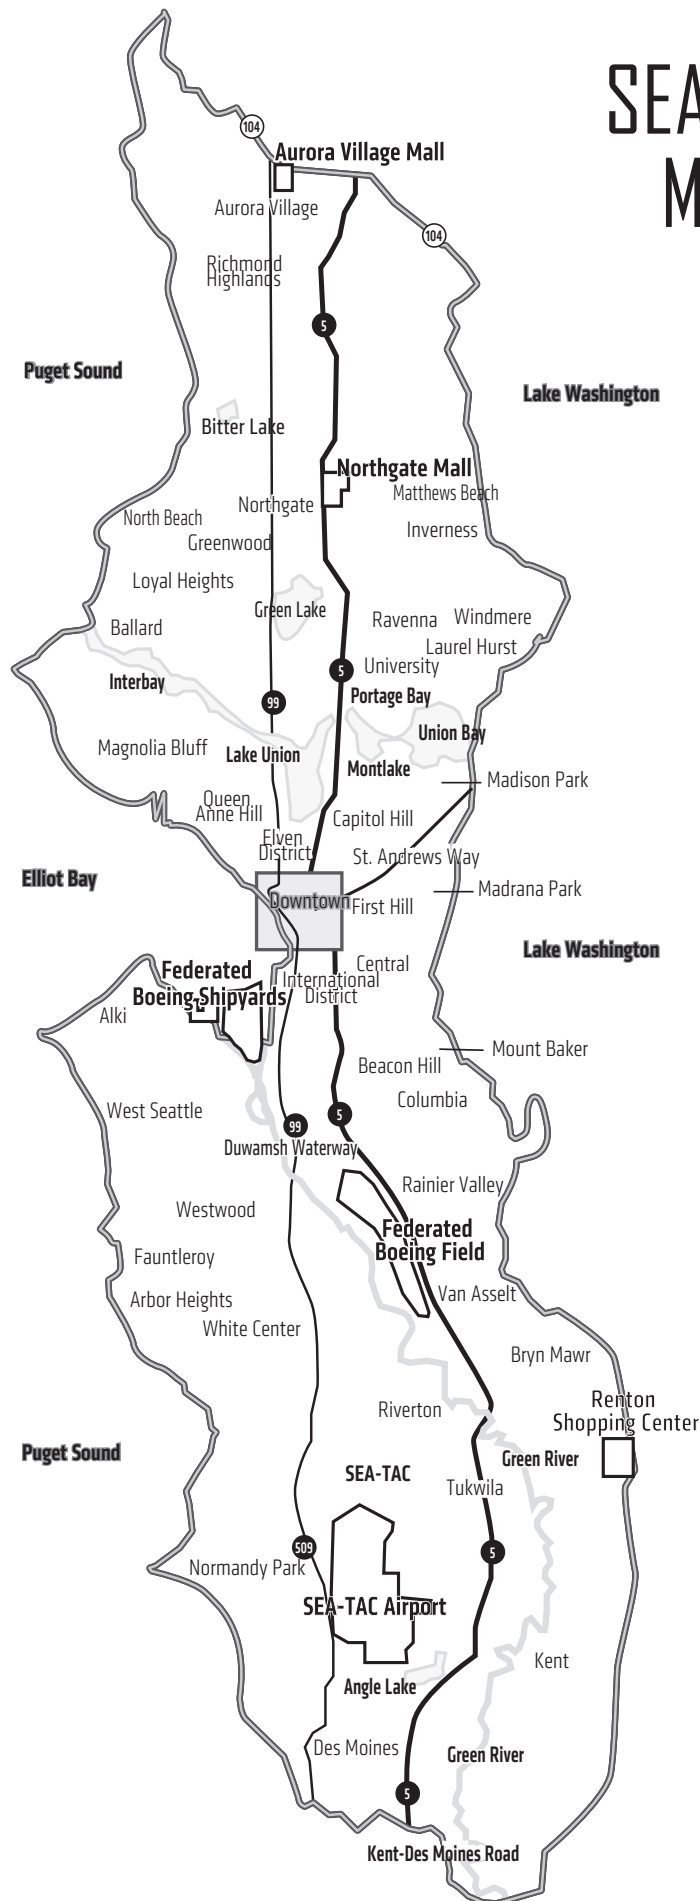 SEA
M
104
Aurora Village Mall
Aurora Village
104
Richmond
Highlands
5
Puget Sound
Lake Washington
Bitter Lake
Northgate Mall
Matthews Beach
Northgate
North Beach
Inverness
Greenwood
Loyal Heights
Green Lake
Ravenna
Windmere
Ballard
Laurel Hurst
University
5
Interbay
Portage Bay
99
Union Bay
Magnolia Bluff
Lake Union
Montlake
Madison Park
Queen
Anne Hill
Capitol Hill
Elven
District
St. Andrews Way
Elliot Bay
Madrana Park
Downtown
First Hill
Lake Washington
Central
Federated
Boeing Shipyards
International
District
Alki
Mount Baker
Beacon Hill
Columbia
West Seattle
5
99
Duwamsh Waterway
Rainier Valley
Westwood
Federated
Boeing Field
Fauntleroy
Van Asselt
Arbor Heights
White Center
Bryn Mawr
Renton
Shopping Center
Riverton
Puget Sound
Green River
SEA-TAC
Tukwila
509
5
Normandy Park
SEA-TAC Airport
Kent
Angle Lake
Des Moines
Green River
5
Kent-Des Moines Road